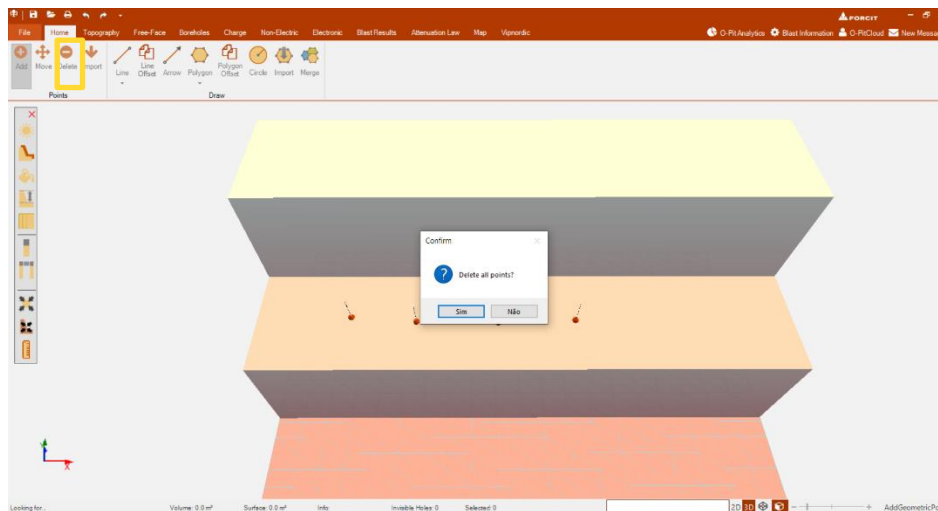 FORCIT
File Home Topography Free-Face Boreholes Charge Non-Electric Electronic Blast Results Attenuation Law Map Vipnordic O-PitAnalytics Blast Information O-PitCloud New Messa
Add Move Delete Import Line Line Offset Arrow Polygon Polygon Offset Circle Import Merge
Points Draw
Confirm
Delete all points?
Sim Não
Y
X
Looking for... Volume: 0.0 m³ Surface: 0.0 m² Info: Invisible Holes: 0 Selected: 0 2D 3D AddGeometricPo